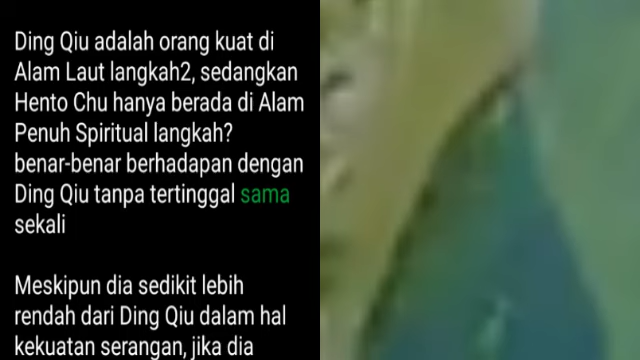 Ding Qiu adalah orang kuat di
Alam Laut langkah2, sedangkan
Hento Chu hanya berada di Alam
Penuh Spiritual langkah?
benar-benar berhadapan dengan
Ding Qiu tanpa tertinggal sama
sekali
Meskipun dia sedikit lebih
rendah dari Ding Qiu dalam hal
kekuatan serangan, jika dia